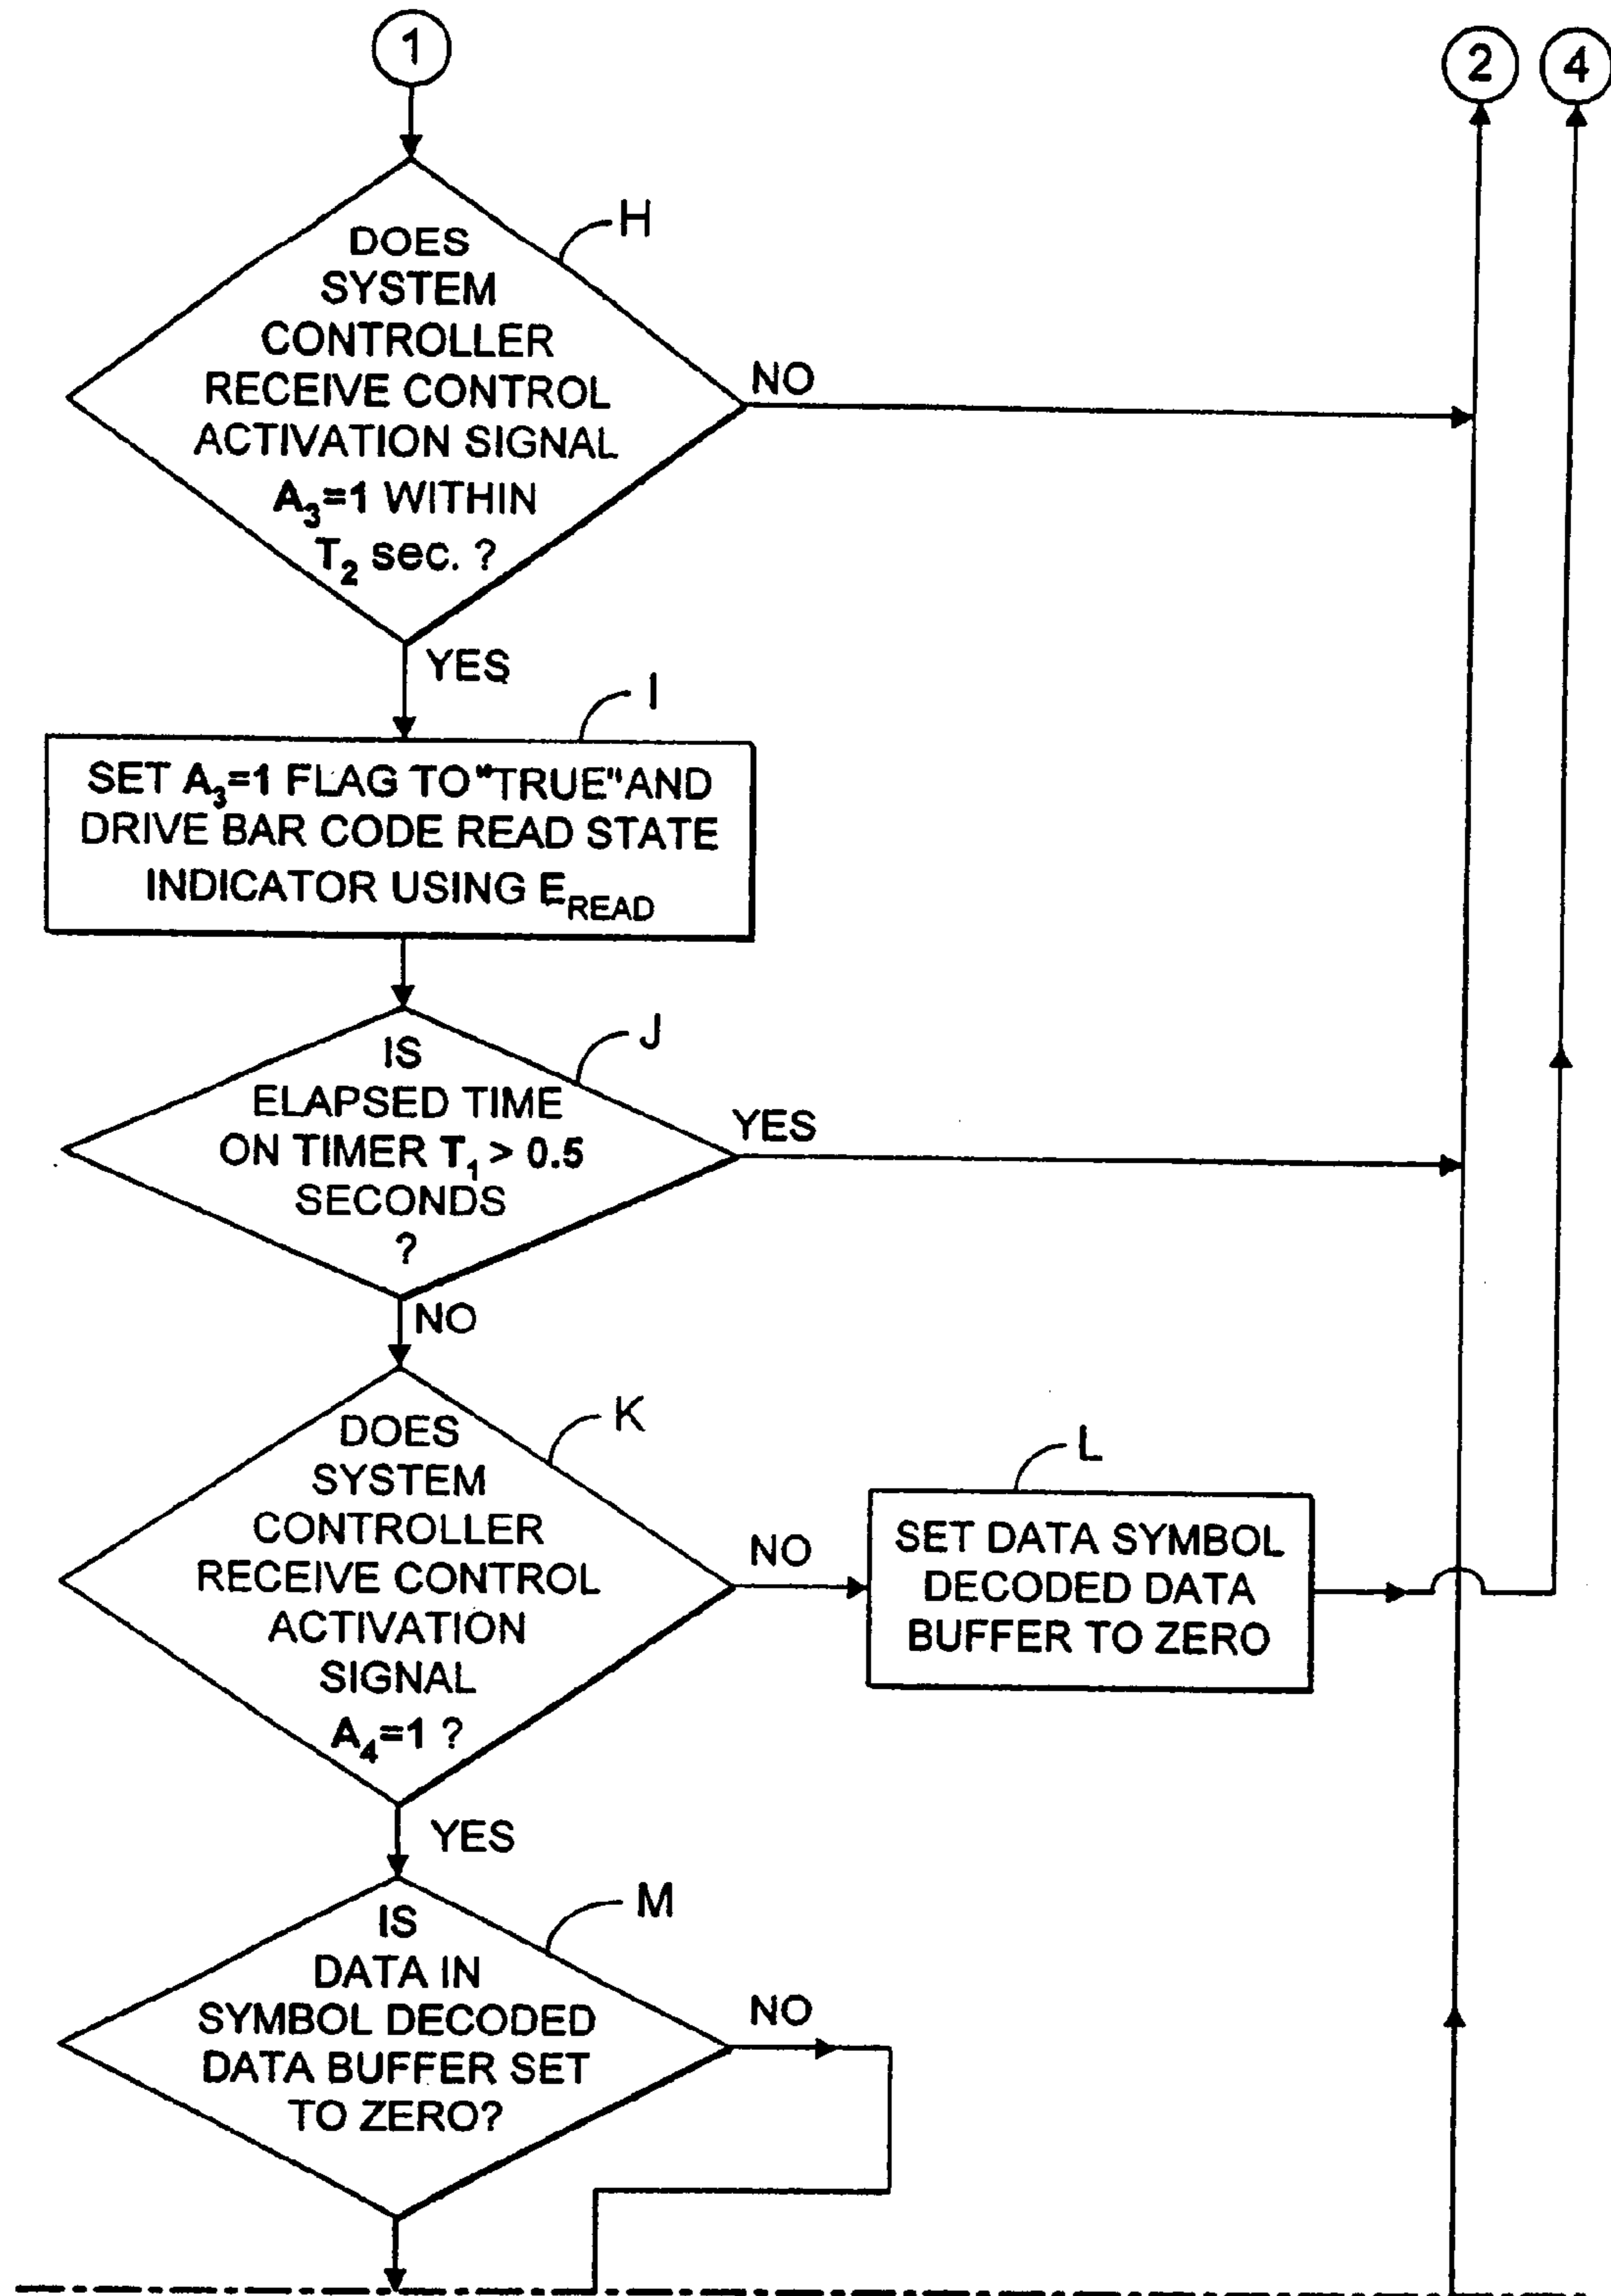 1
2
4
DOES
SYSTEM
CONTROLLER
RECEIVE CONTROL
ACTIVATION SIGNAL
A₃=1 WITHIN
T₂ sec. ?
H
NO
YES
I
SET A₃=1 FLAG TO "TRUE" AND
DRIVE BAR CODE READ STATE
INDICATOR USING E_READ
J
IS
ELAPSED TIME
ON TIMER T₁ > 0.5
SECONDS
?
YES
NO
K
DOES
SYSTEM
CONTROLLER
RECEIVE CONTROL
ACTIVATION
SIGNAL
A₄=1 ?
NO
L
SET DATA SYMBOL
DECODED DATA
BUFFER TO ZERO
YES
M
IS
DATA IN
SYMBOL DECODED
DATA BUFFER SET
TO ZERO?
NO